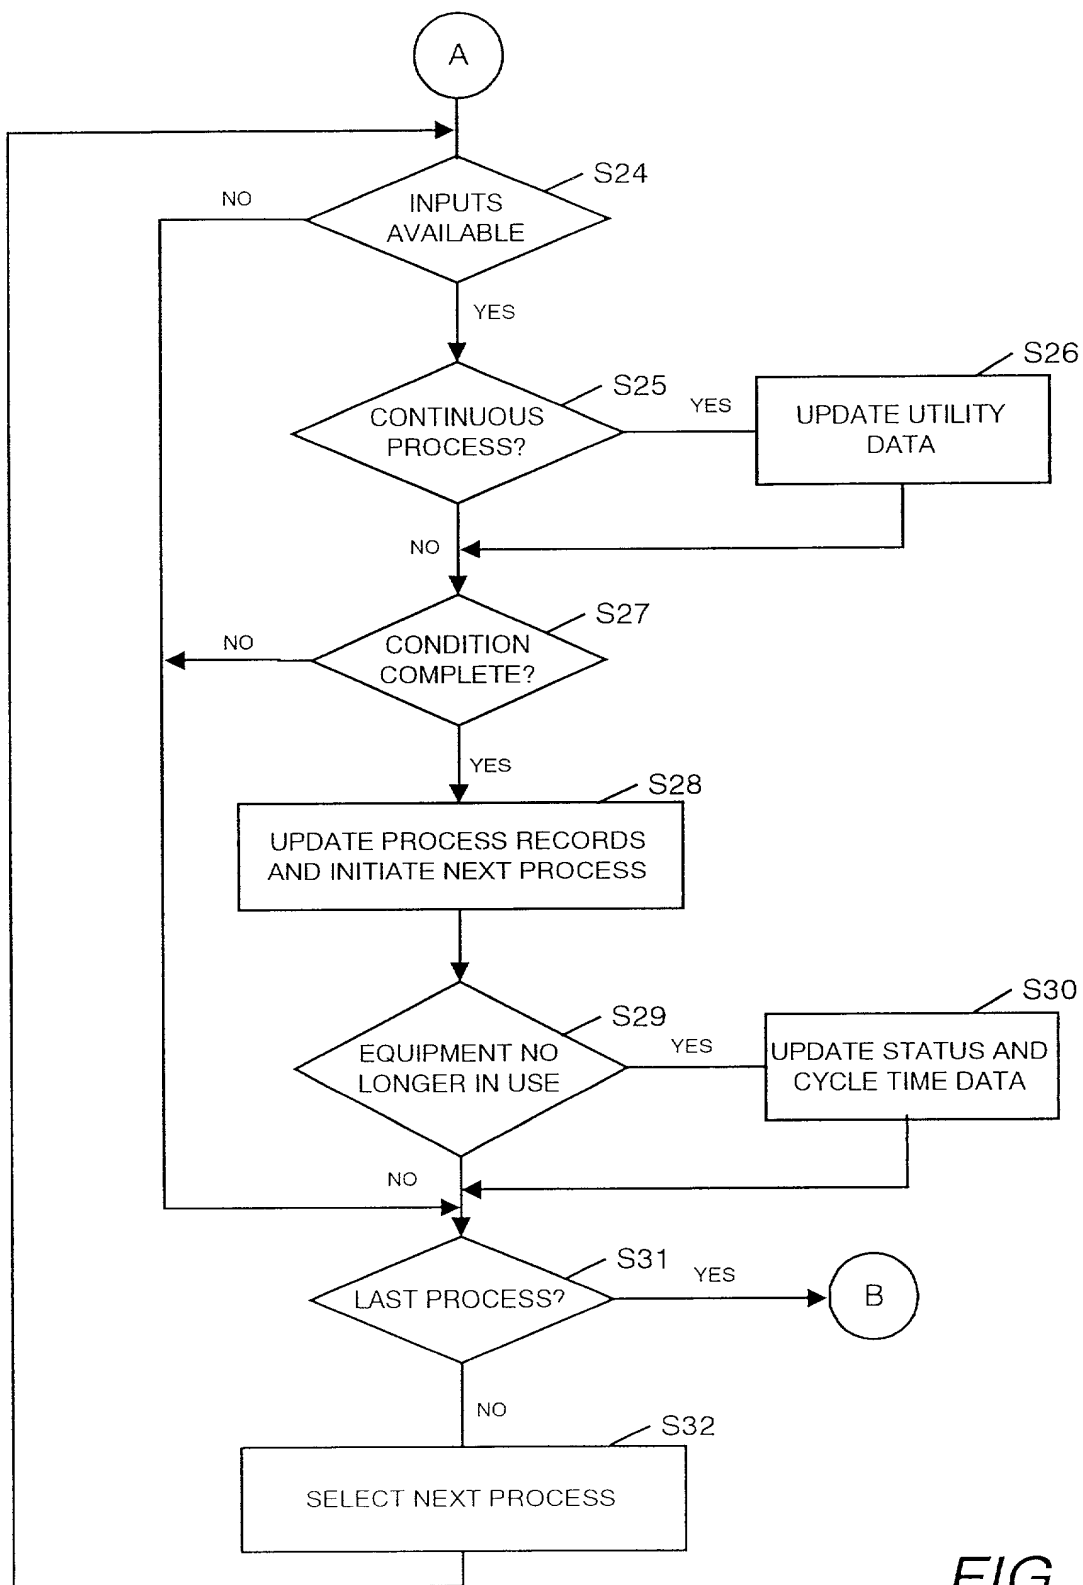 A
S24
NO
INPUTS
AVAILABLE
YES
S26
S25
YES
CONTINUOUS
PROCESS?
UPDATE UTILITY
DATA
NO
S27
NO
CONDITION
COMPLETE?
YES
S28
UPDATE PROCESS RECORDS
AND INITIATE NEXT PROCESS
S30
S29
YES
EQUIPMENT NO
LONGER IN USE
UPDATE STATUS AND
CYCLE TIME DATA
NO
S31
YES
LAST PROCESS?
B
NO
S32
SELECT NEXT PROCESS
FIG